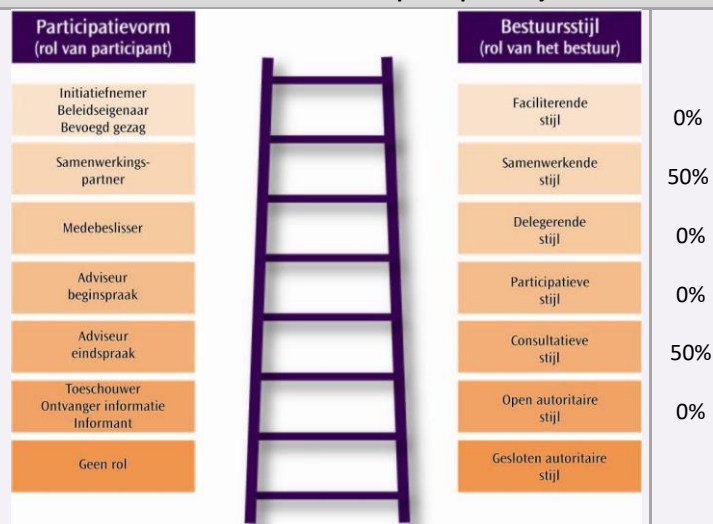 Participatievorm
(rol van participant)
Bestuursstijl
(rol van het bestuur)
Initiatiefnemer
Beleidseigenaar
Bevoegd gezag
Faciliterende
stijl
0%
Samenwerkings-
partner
Samenwerkende
stijl
50%
Medebeslisser
Delegerende
stijl
0%
Adviseur
beginspraak
Participatieve
stijl
0%
Adviseur
eindspraak
Consultatieve
stijl
50%
Toeschouwer
Ontvanger informatie
Informant
Open autoritaire
stijl
0%
Geen rol
Gesloten autoritaire
stijl